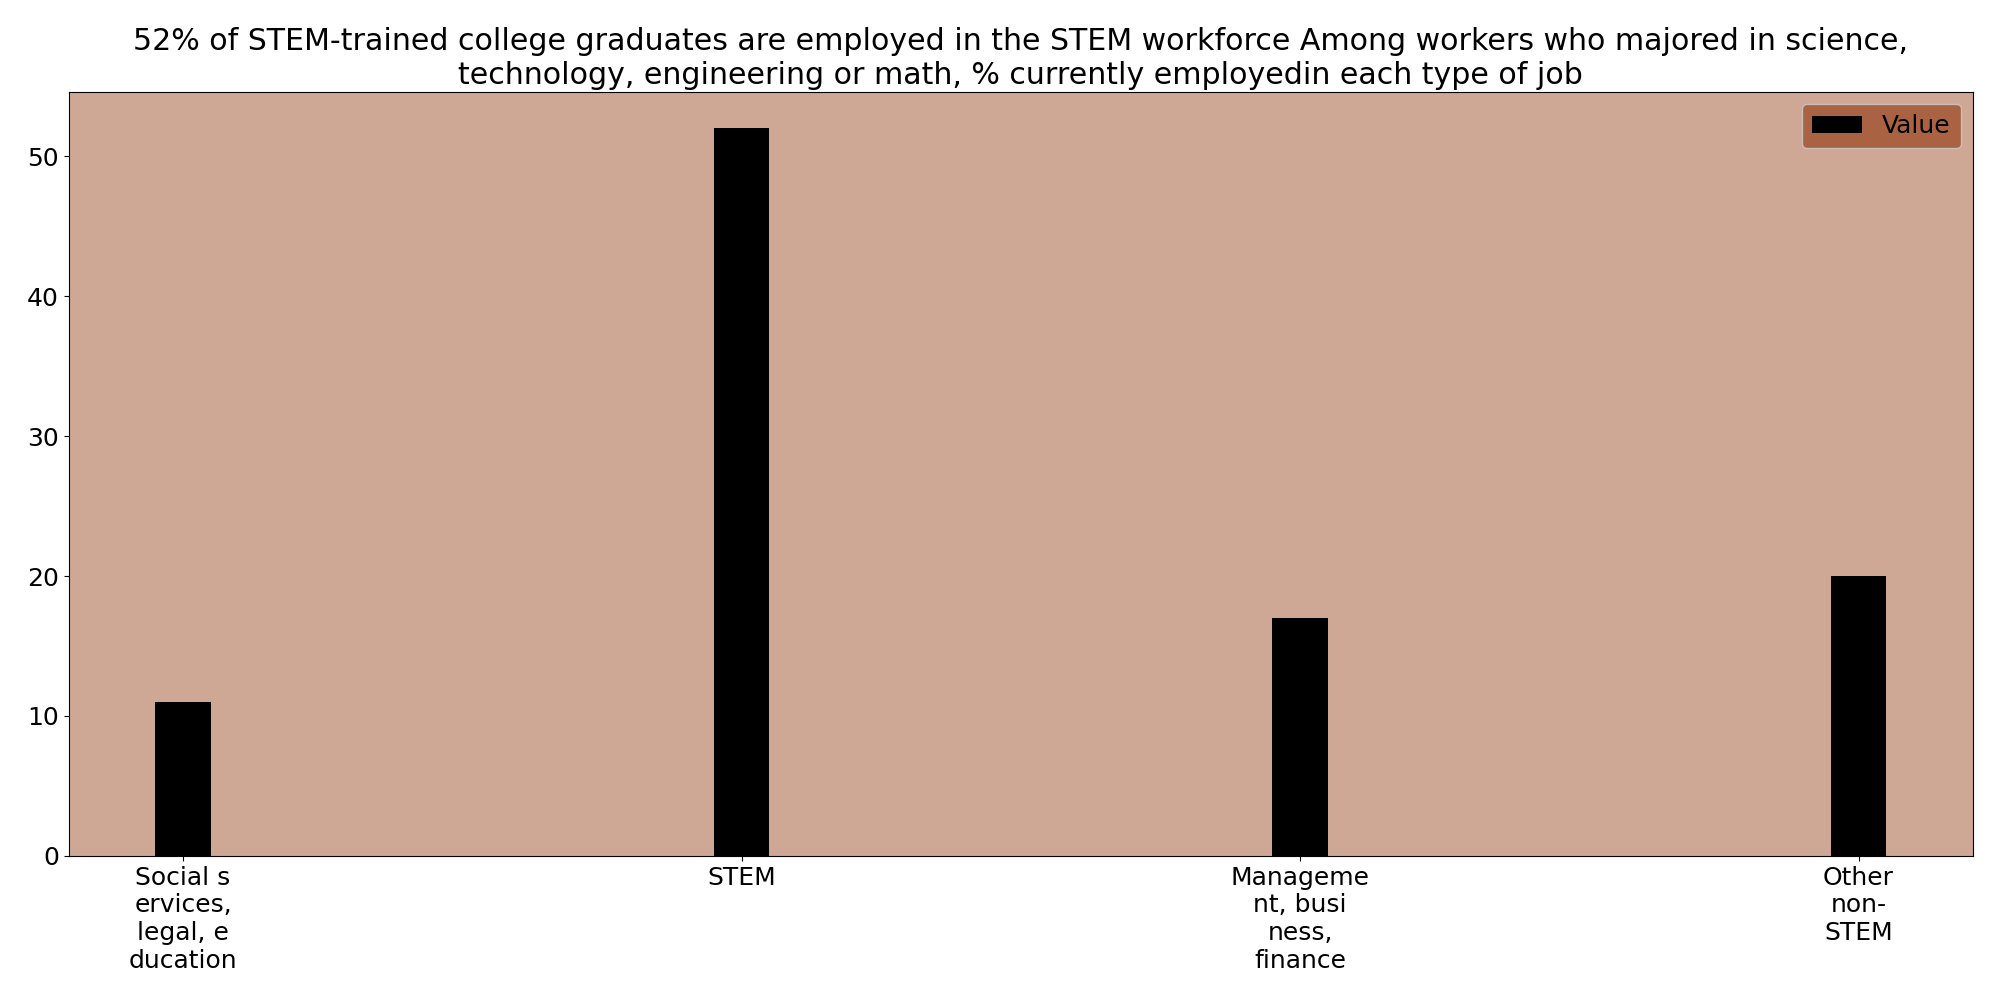 52% of STEM-trained college graduates are employed in the STEM workforce Among workers who majored in science,
technology, engineering or math, % currently employedin each type of job
Value
50
40
30
20
10
0
Social s
ervices,
legal, e
ducation
STEM
Manageme
nt, busi
ness,
finance
Other
non-
STEM